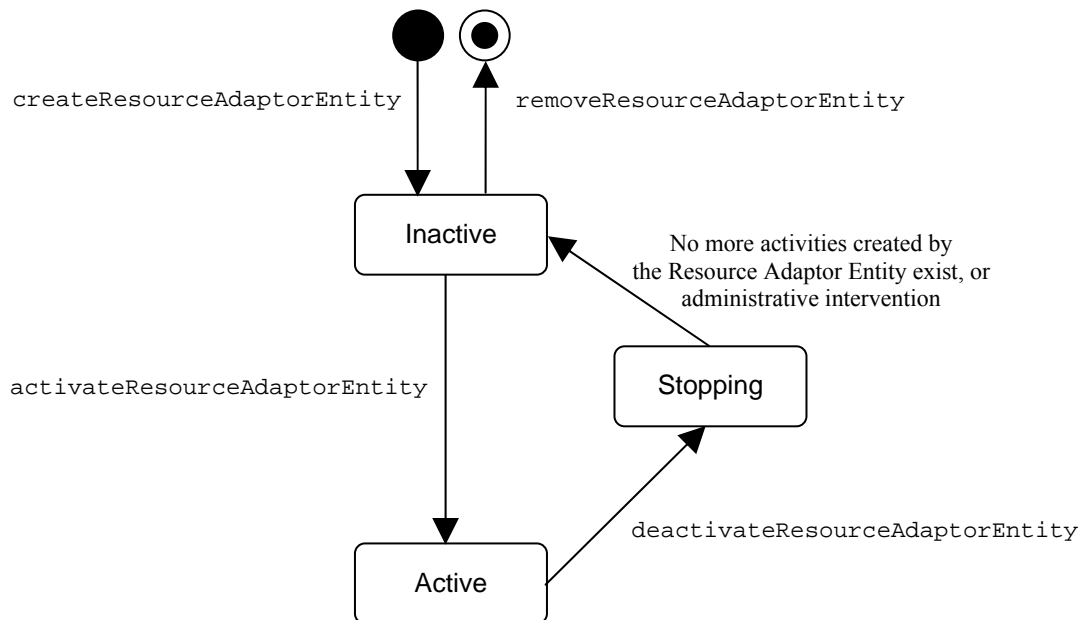 createResourceAdaptorEntity
removeResourceAdaptorEntity
Inactive
No more activities created by
the Resource Adaptor Entity exist, or
administrative intervention
activateResourceAdaptorEntity
Stopping
deactivateResourceAdaptorEntity
Active